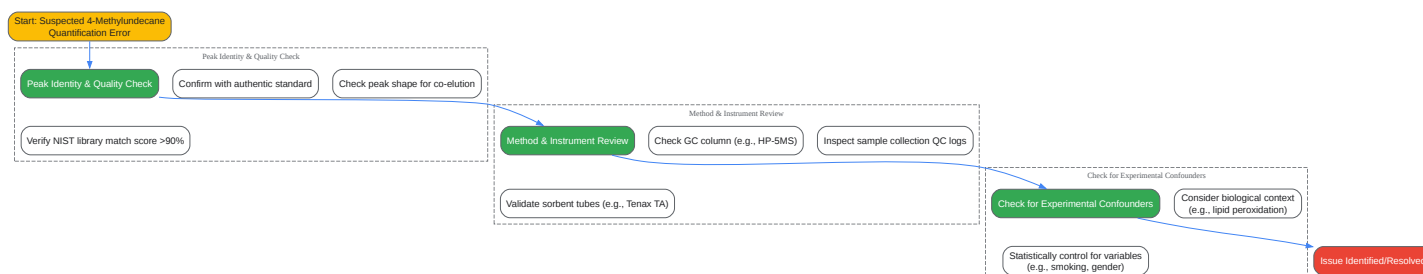 Start: Suspected 4-Methylundecane
Quantification Error
Peak Identity & Quality Check
Peak Identity & Quality Check
Confirm with authentic standard
Check peak shape for co-elution
Verify NIST library match score >90%
Method & Instrument Review
Method & Instrument Review
Check GC column (e.g., HP-5MS)
Inspect sample collection QC logs
Validate sorbent tubes (e.g., Tenax TA)
Check for Experimental Confounders
Check for Experimental Confounders
Consider biological context
(e.g., lipid peroxidation)
Statistically control for variables
(e.g., smoking, gender)
Issue Identified/Resolved